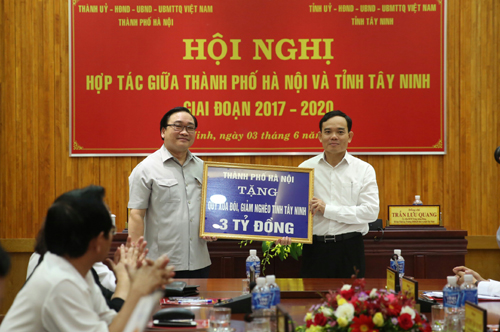 THÀNH UỶ - HĐND - UBND - UBMTTQ VIỆT NAM
THÀNH PHỐ HÀ NỘI
TỈNH UỶ - HĐND - UBND - UBMTTQ VIỆT NAM
TỈNH TÂY NINH
HỘI NGHỊ
HỢP TÁC GIỮA THÀNH PHỐ HÀ NỘI VÀ TỈNH TÂY NINH
GIAI ĐOẠN 2017 - 2020
Ninh, ngày 03 tháng 6
THÀNH PHỐ HÀ NỘI
TẶNG
QUỸ XÓA ĐÓI, GIẢM NGHÈO TỈNH TÂY NINH
3 TỶ ĐỒNG
TRẦN LƯU QUANG